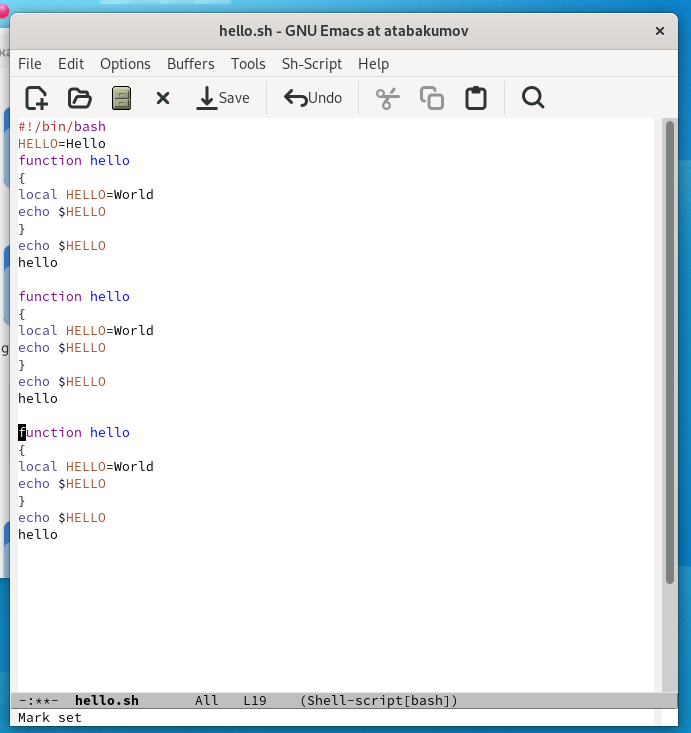 ка
hello.sh - GNU Emacs at atabakumov ×
File Edit Options Buffers Tools Sh-Script Help
Save Undo
#!/bin/bash
HELLO=Hello
function hello
{
local HELLO=World
echo $HELLO
}
echo $HELLO
hello
function hello
{
local HELLO=World
echo $HELLO
}
echo $HELLO
hello
g
function hello
{
local HELLO=World
echo $HELLO
}
echo $HELLO
hello
-:**- hello.sh All L19 (Shell-script[bash])
Mark set